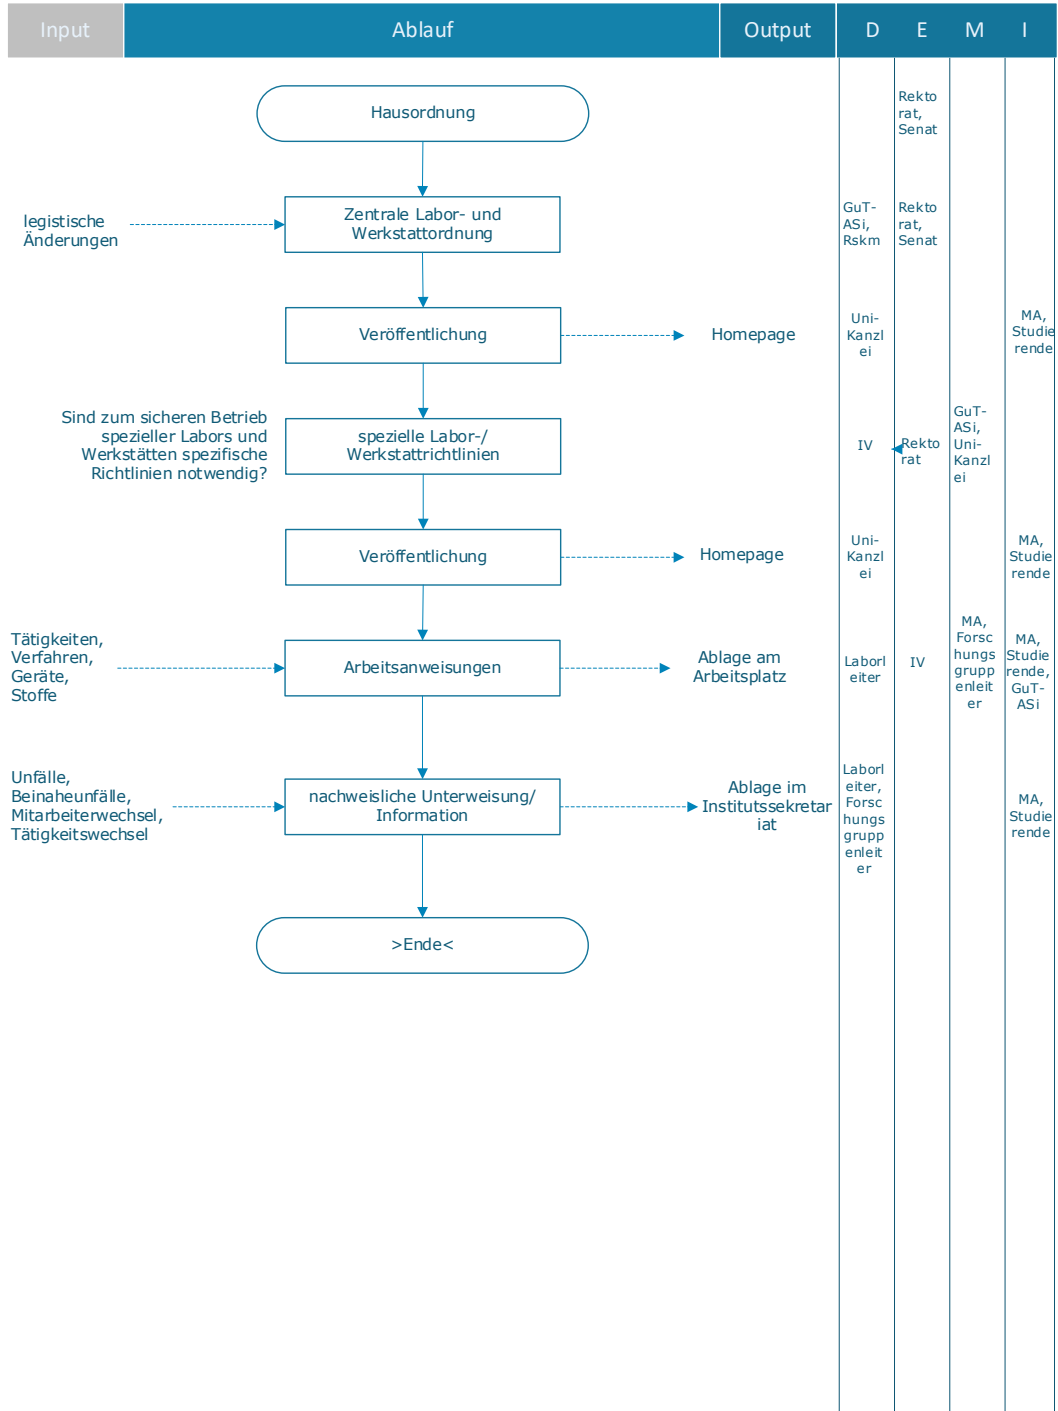 Input
Ablauf
Output
D
E
M
I
Hausordnung
Rekto
rat,
Senat
legistische
Änderungen
Zentrale Labor- und
Werkstattordnung
GuT-
ASi,
Rskm
Rekto
rat,
Senat
Veröffentlichung
Homepage
Uni-
Kanzl
ei
MA,
Studie
rende
Sind zum sicheren Betrieb
spezieller Labors und
Werkstätten spezifische
Richtlinien notwendig?
spezielle Labor-/
Werkstattrichtlinien
IV
Rekto
rat
GuT-
ASi,
Uni-
Kanzl
ei
Veröffentlichung
Homepage
Uni-
Kanzl
ei
MA,
Studie
rende
Tätigkeiten,
Verfahren,
Geräte,
Stoffe
Arbeitsanweisungen
Ablage am
Arbeitsplatz
Laborl
eiter
IV
MA,
Forsc
hungs
grupp
enleit
er
MA,
Studie
rende,
GuT-
ASi
Unfälle,
Beinaheunfälle,
Mitarbeiterwechsel,
Tätigkeitswechsel
nachweisliche Unterweisung/
Information
Ablage im
Institutssekretar
iat
Laborl
eiter,
Forsc
hungs
grupp
enleit
er
MA,
Studie
rende
>Ende<